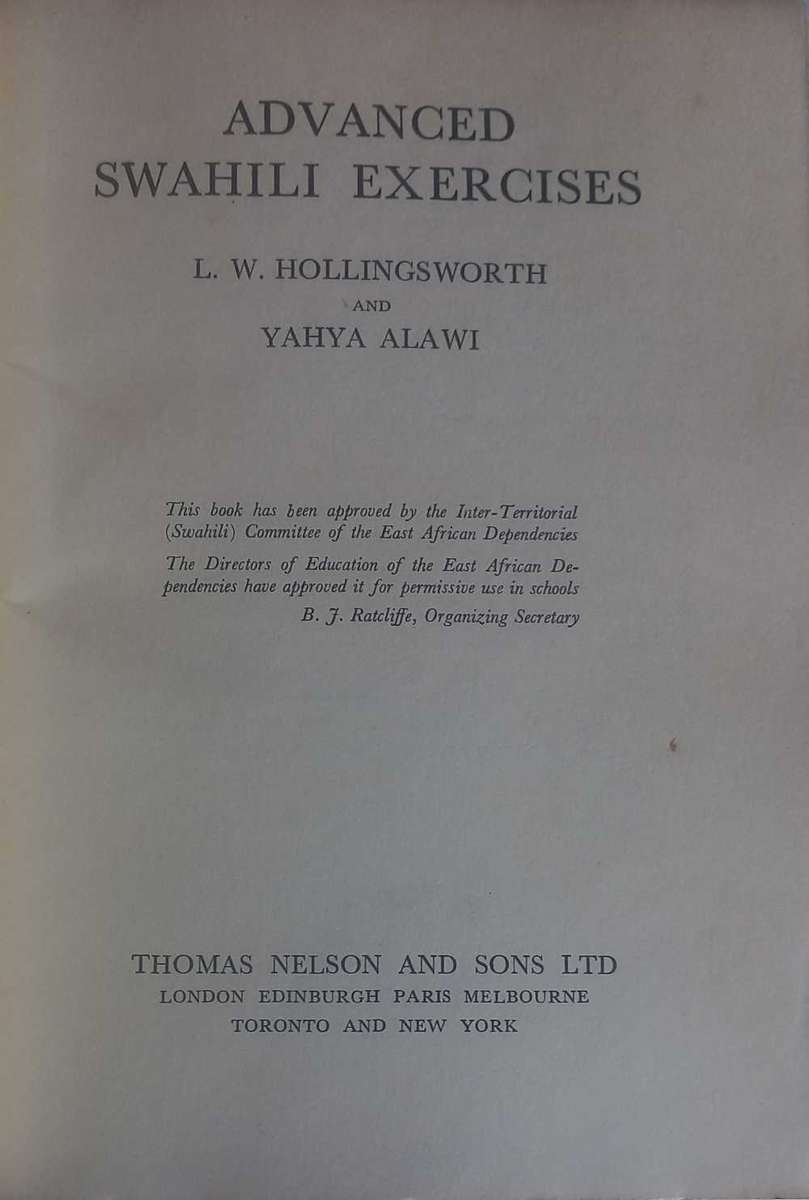 ADVANCED
SWAHILI EXERCISES
L. W. HOLLINGSWORTH
AND
YAHYA ALAWI
This book has been approved by the Inter-Territorial
(Swahili) Committee of the East African Dependencies
The Directors of Education of the East African De-
pendencies have approved it for permissive use in schools
B. J. Ratcliffe, Organizing Secretary
THOMAS NELSON AND SONS LTD
LONDON EDINBURGH PARIS MELBOURNE
TORONTO AND NEW YORK